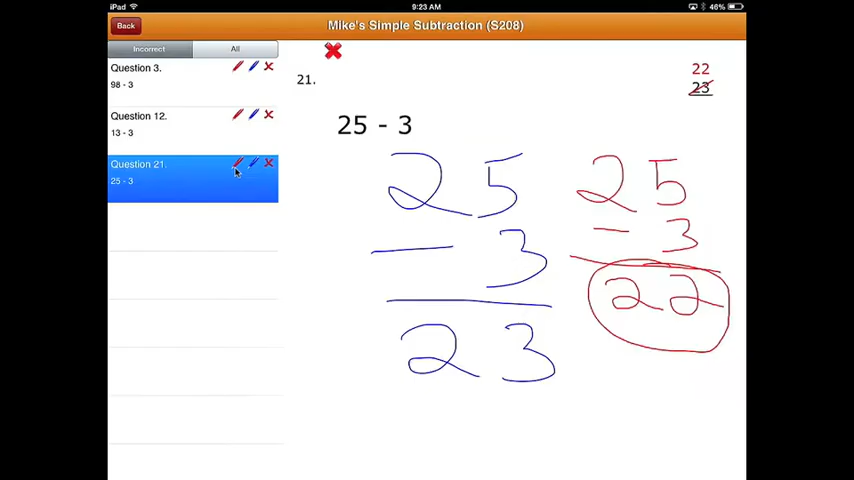 iPad
9:23 AM
46%
Back
Mike's Simple Subtraction (S208)
Incorrect
All
Question 3.
98 - 3
Question 12.
13 - 3
Question 21.
25 - 3
21.
22
23
25 - 3
25
- 3
23
25
- 3
22